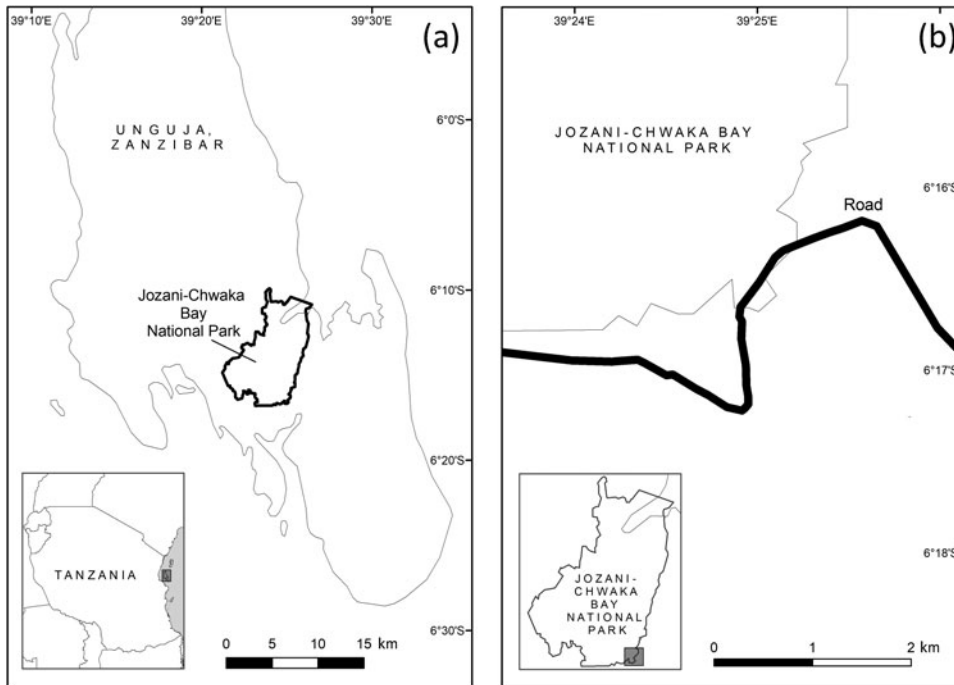 39°10'E
39°20'E
39°30'E
(a)
UNGUJA,
ZANZIBAR
6°0'S
6°10'S
Jozani-Chwaka
Bay
National Park
6°20'S
TANZANIA
6°30'S
0 5 10 15 km
39°24'E
39°25'E
(b)
JOZANI-CHWAKA BAY
NATIONAL PARK
6°16'S
Road
6°17'S
6°18'S
JOZANI-
CHWAKA
BAY
NATIONAL
PARK
0 1 2 km